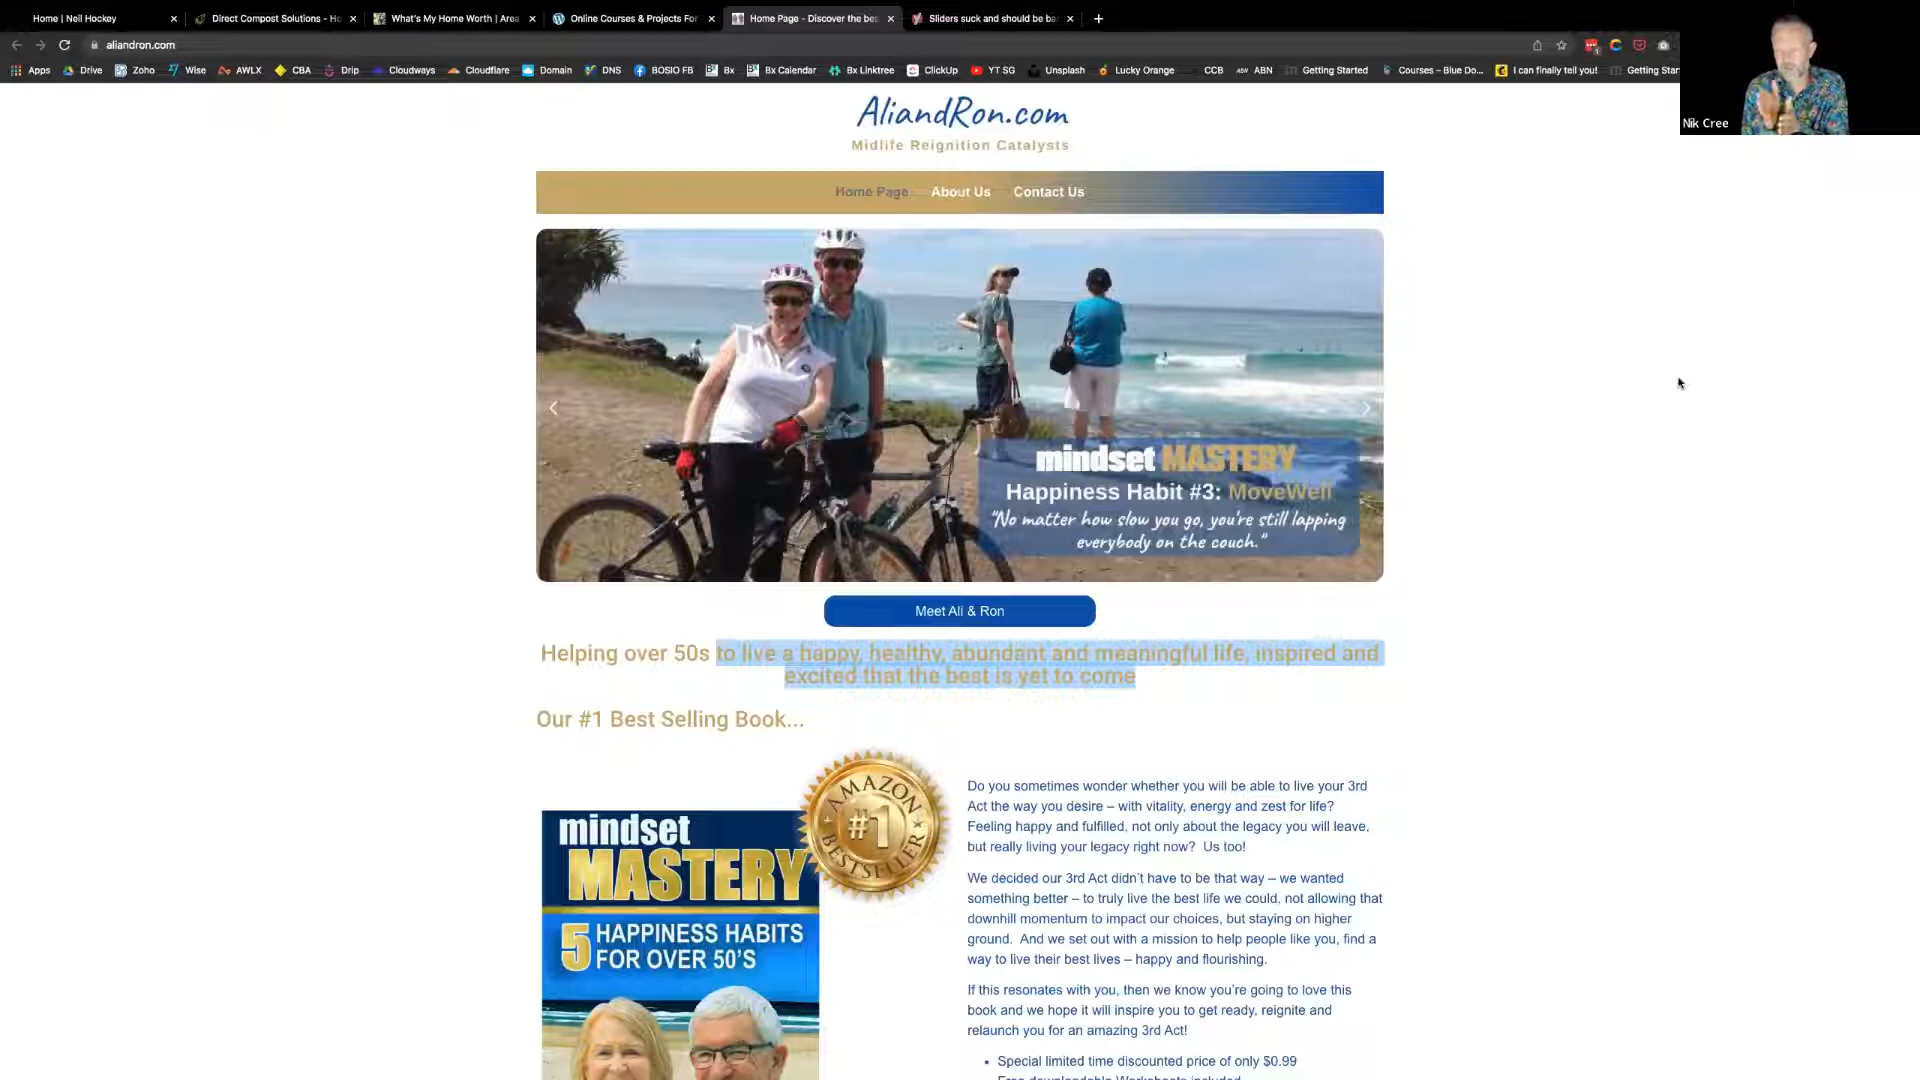 Home | Neil Hockey
Direct Compost Solutions - Ho
What's My Home Worth | Area
Online Courses & Projects For
Home Page - Discover the bes
Sliders suck and should be ba
aliandron.com
Apps Drive Zoho Wise AWLX CBA Drip Cloudways Cloudflare Domain DNS BOSIO FB Bx Bx Calendar Bx Linktree ClickUp YT SG Unsplash Lucky Orange CCB ABN Getting Started Courses – Blue Do... I can finally tell you! Getting Star
Nik Cree
AliandRon.com
Midlife Reignition Catalysts
Home Page About Us Contact Us
mindset MASTERY
Happiness Habit #3: MoveWell
"No matter how slow you go, you're still lapping
everybody on the couch."
Meet Ali & Ron
Helping over 50s to live a happy, healthy, abundant and meaningful life, inspired and
excited that the best is yet to come
Our #1 Best Selling Book...
AMAZON
#1
BESTSELLER
mindset
MASTERY
5 HAPPINESS HABITS
FOR OVER 50'S
Do you sometimes wonder whether you will be able to live your 3rd
Act the way you desire – with vitality, energy and zest for life?
Feeling happy and fulfilled, not only about the legacy you will leave,
but really living your legacy right now?  Us too!
We decided our 3rd Act didn't have to be that way – we wanted
something better – to truly live the best life we could, not allowing that
downhill momentum to impact our choices, but staying on higher
ground.  And we set out with a mission to help people like you, find a
way to live their best lives – happy and flourishing.
If this resonates with you, then we know you're going to love this
book and we hope it will inspire you to get ready, reignite and
relaunch you for an amazing 3rd Act!
• Special limited time discounted price of only $0.99
Free downloadable Worksheets included